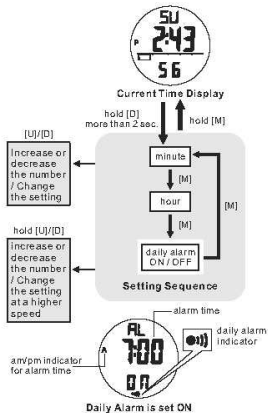 SU
P 2:43
56
Current Time Display
hold [D]
more than 2 sec.
hold [M]
[U]/[D]
Increase or
decrease
the number
/ Change
the setting
minute
[M]
hour
[M]
[M]
daily alarm
ON / OFF
hold [U]/[D]
increase or
decrease
the number
/ Change
the setting
at a higher
speed
Setting Sequence
alarm time
AL
A 7:00
ON
daily alarm
indicator
am/pm indicator
for alarm time
Daily Alarm is set ON